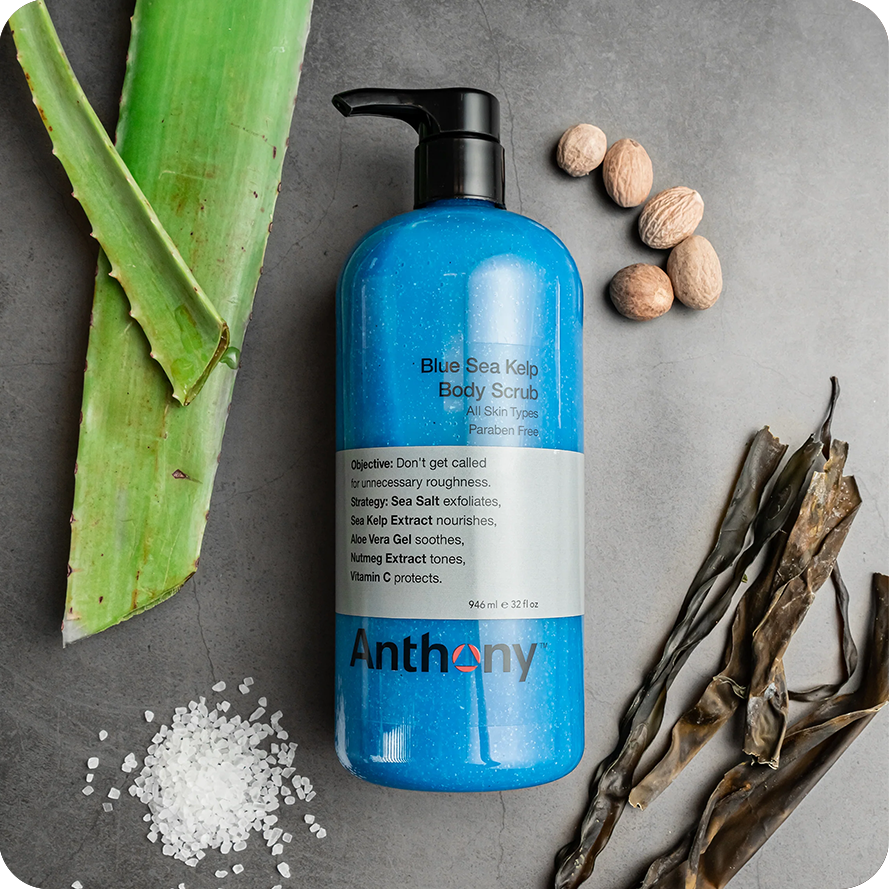 Blue Sea Kelp
Body Scrub
All Skin Types
Paraben Free
Objective: Don't get called
for unnecessary roughness.
Strategy: Sea Salt exfoliates,
Sea Kelp Extract nourishes,
Aloe Vera Gel soothes,
Nutmeg Extract tones,
Vitamin C protects.
946 ml e 32 fl oz
Anthony™